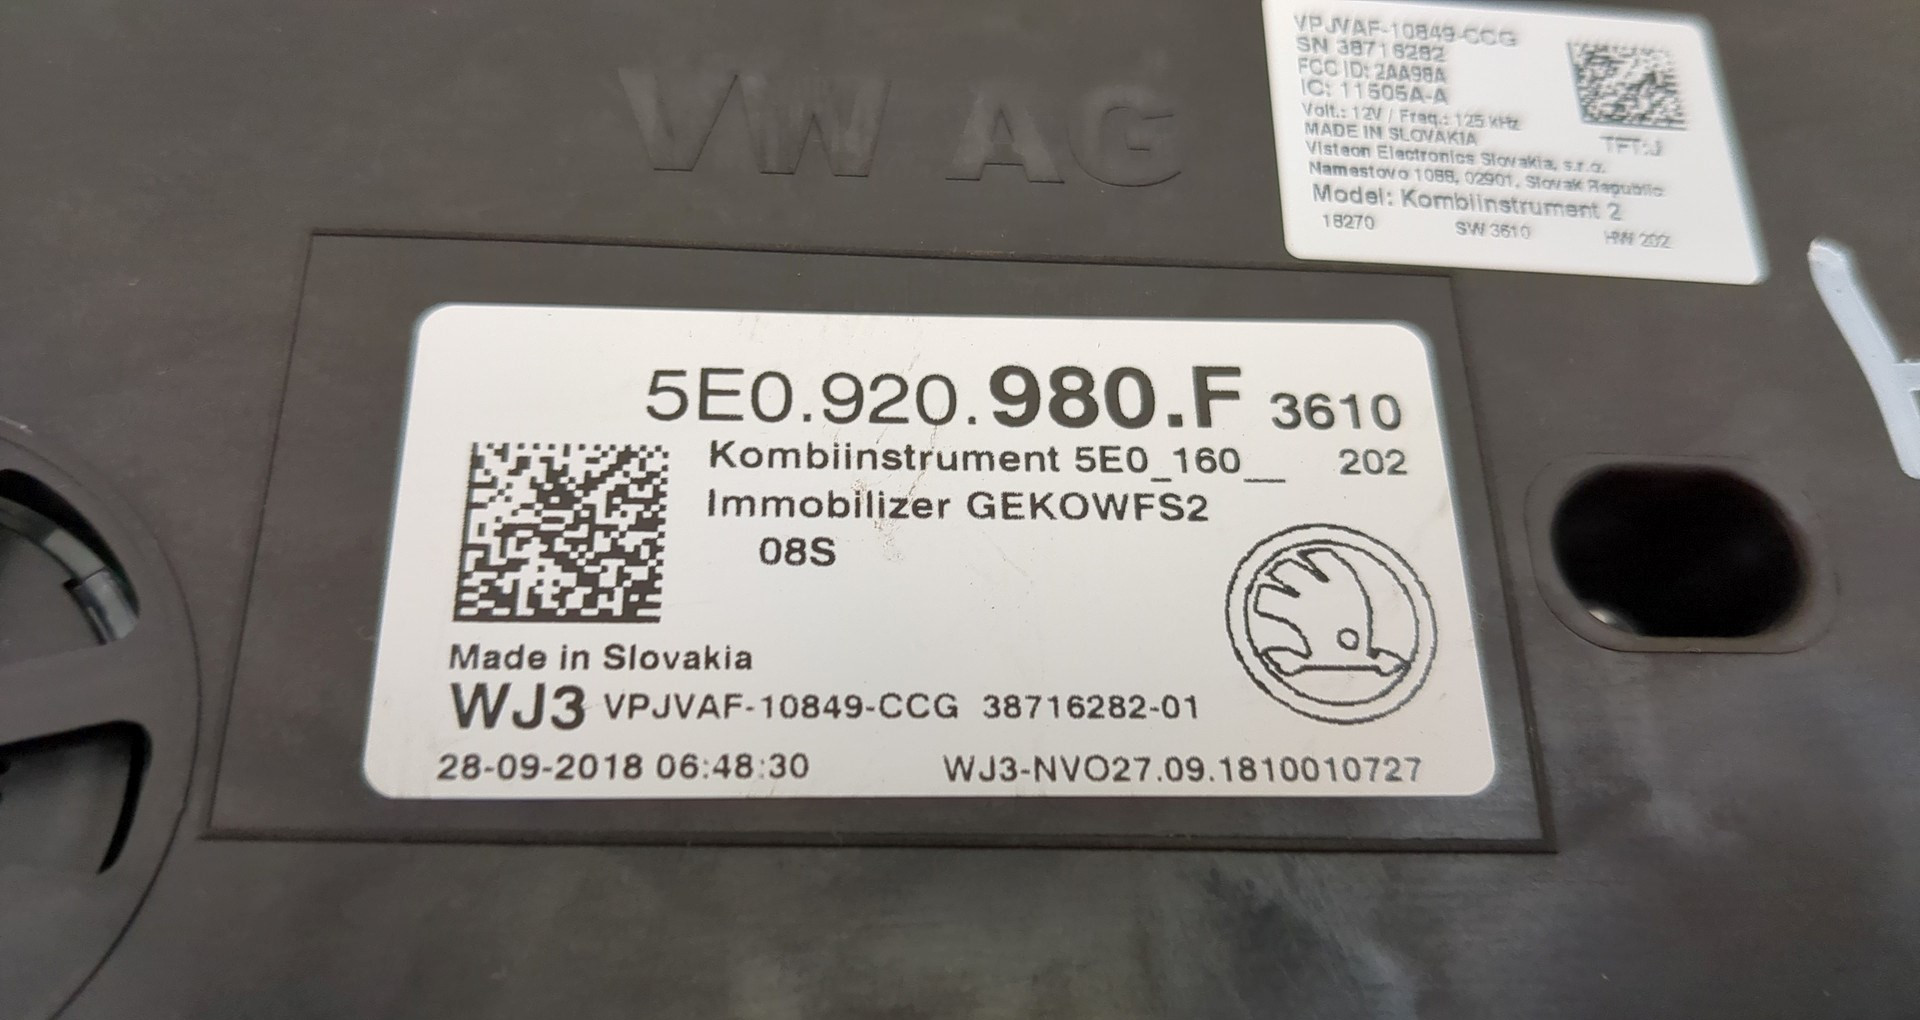 VW AG
VPJVAF-10849-CCG
SN 38716282
FCC ID: 2AA98A
IC: 11505A-A
Volt.: 12V / Freq.: 125 kHz
MADE IN SLOVAKIA
TFT:J
Visteon Electronics Slovakia, s.r.o.
Namestovo 1088, 02901, Slovak Republic
Model: Kombiinstrument 2
18270 SW 3610 HW 202
5E0.920.980.F 3610
Kombiinstrument 5E0_160__ 202
Immobilizer GEKOWFS2
08S
Made in Slovakia
WJ3 VPJVAF-10849-CCG 38716282-01
28-09-2018 06:48:30 WJ3-NVO27.09.1810010727